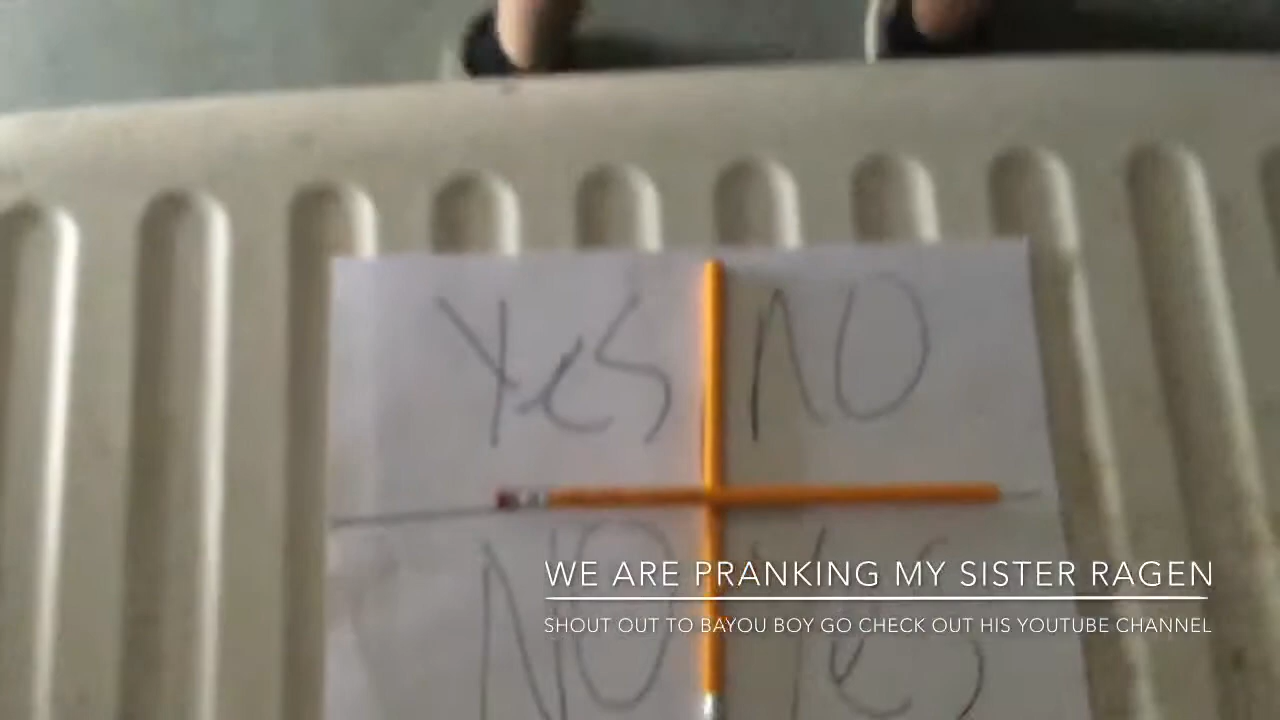 Yes NO
NO Yes
WE ARE PRANKING MY SISTER RAGEN
SHOUT OUT TO BAYOU BOY GO CHECK OUT HIS YOUTUBE CHANNEL